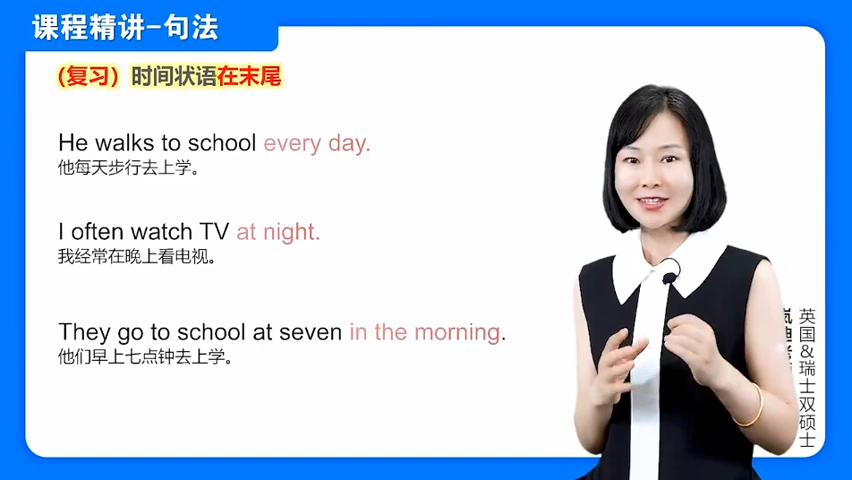 课程精讲-句法
(复习) 时间状语在末尾
He walks to school every day.
他每天步行去上学。
I often watch TV at night.
我经常在晚上看电视。
They go to school at seven in the morning.
他们早上七点钟去上学。
英国&瑞士双硕士